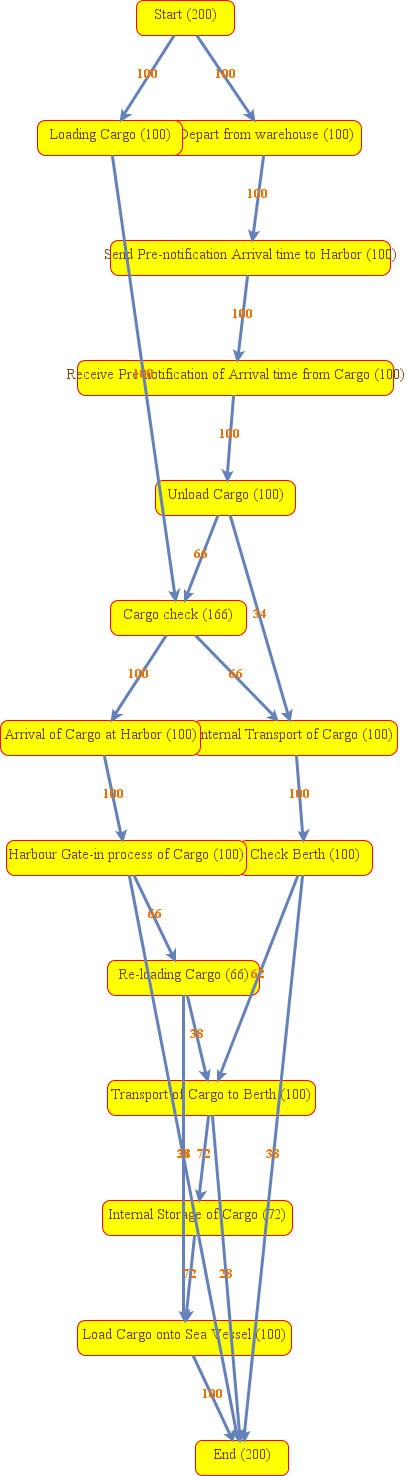 Start (200)
100
100
Loading Cargo (100)
Depart from warehouse (100)
100
Send Pre-notification Arrival time to Harbor (100)
100
Receive Pre-notification of Arrival time from Cargo (100)
100
100
Unload Cargo (100)
66
34
Cargo check (166)
100
66
Arrival of Cargo at Harbor (100)
Internal Transport of Cargo (100)
100
100
Harbour Gate-in process of Cargo (100)
Check Berth (100)
66
Re-loading Cargo (66)
62
38
Transport of Cargo to Berth (100)
72
38
Internal Storage of Cargo (72)
72
28
Load Cargo onto Sea Vessel (100)
100
End (200)